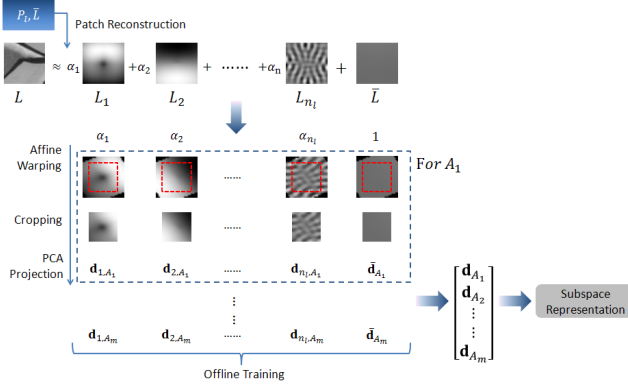 P_l, L̄
Patch Reconstruction
≈ α_1 +α_2 + ...... +α_n +
L L_1 L_2 L_{n_l} L̄
α_1 α_2 α_{n_l} 1
Affine
Warping
......
For A_1
Cropping
......
PCA
Projection
d_{1,A_1} d_{2,A_1} ...... d_{n_l,A_1} d̄_{A_1}
⋮
⋮
d_{1,A_m} d_{2,A_m} ...... d_{n_l,A_m} d̄_{A_m}
Offline Training
d_{A_1}
d_{A_2}
⋮
⋮
d_{A_m}
Subspace
Representation